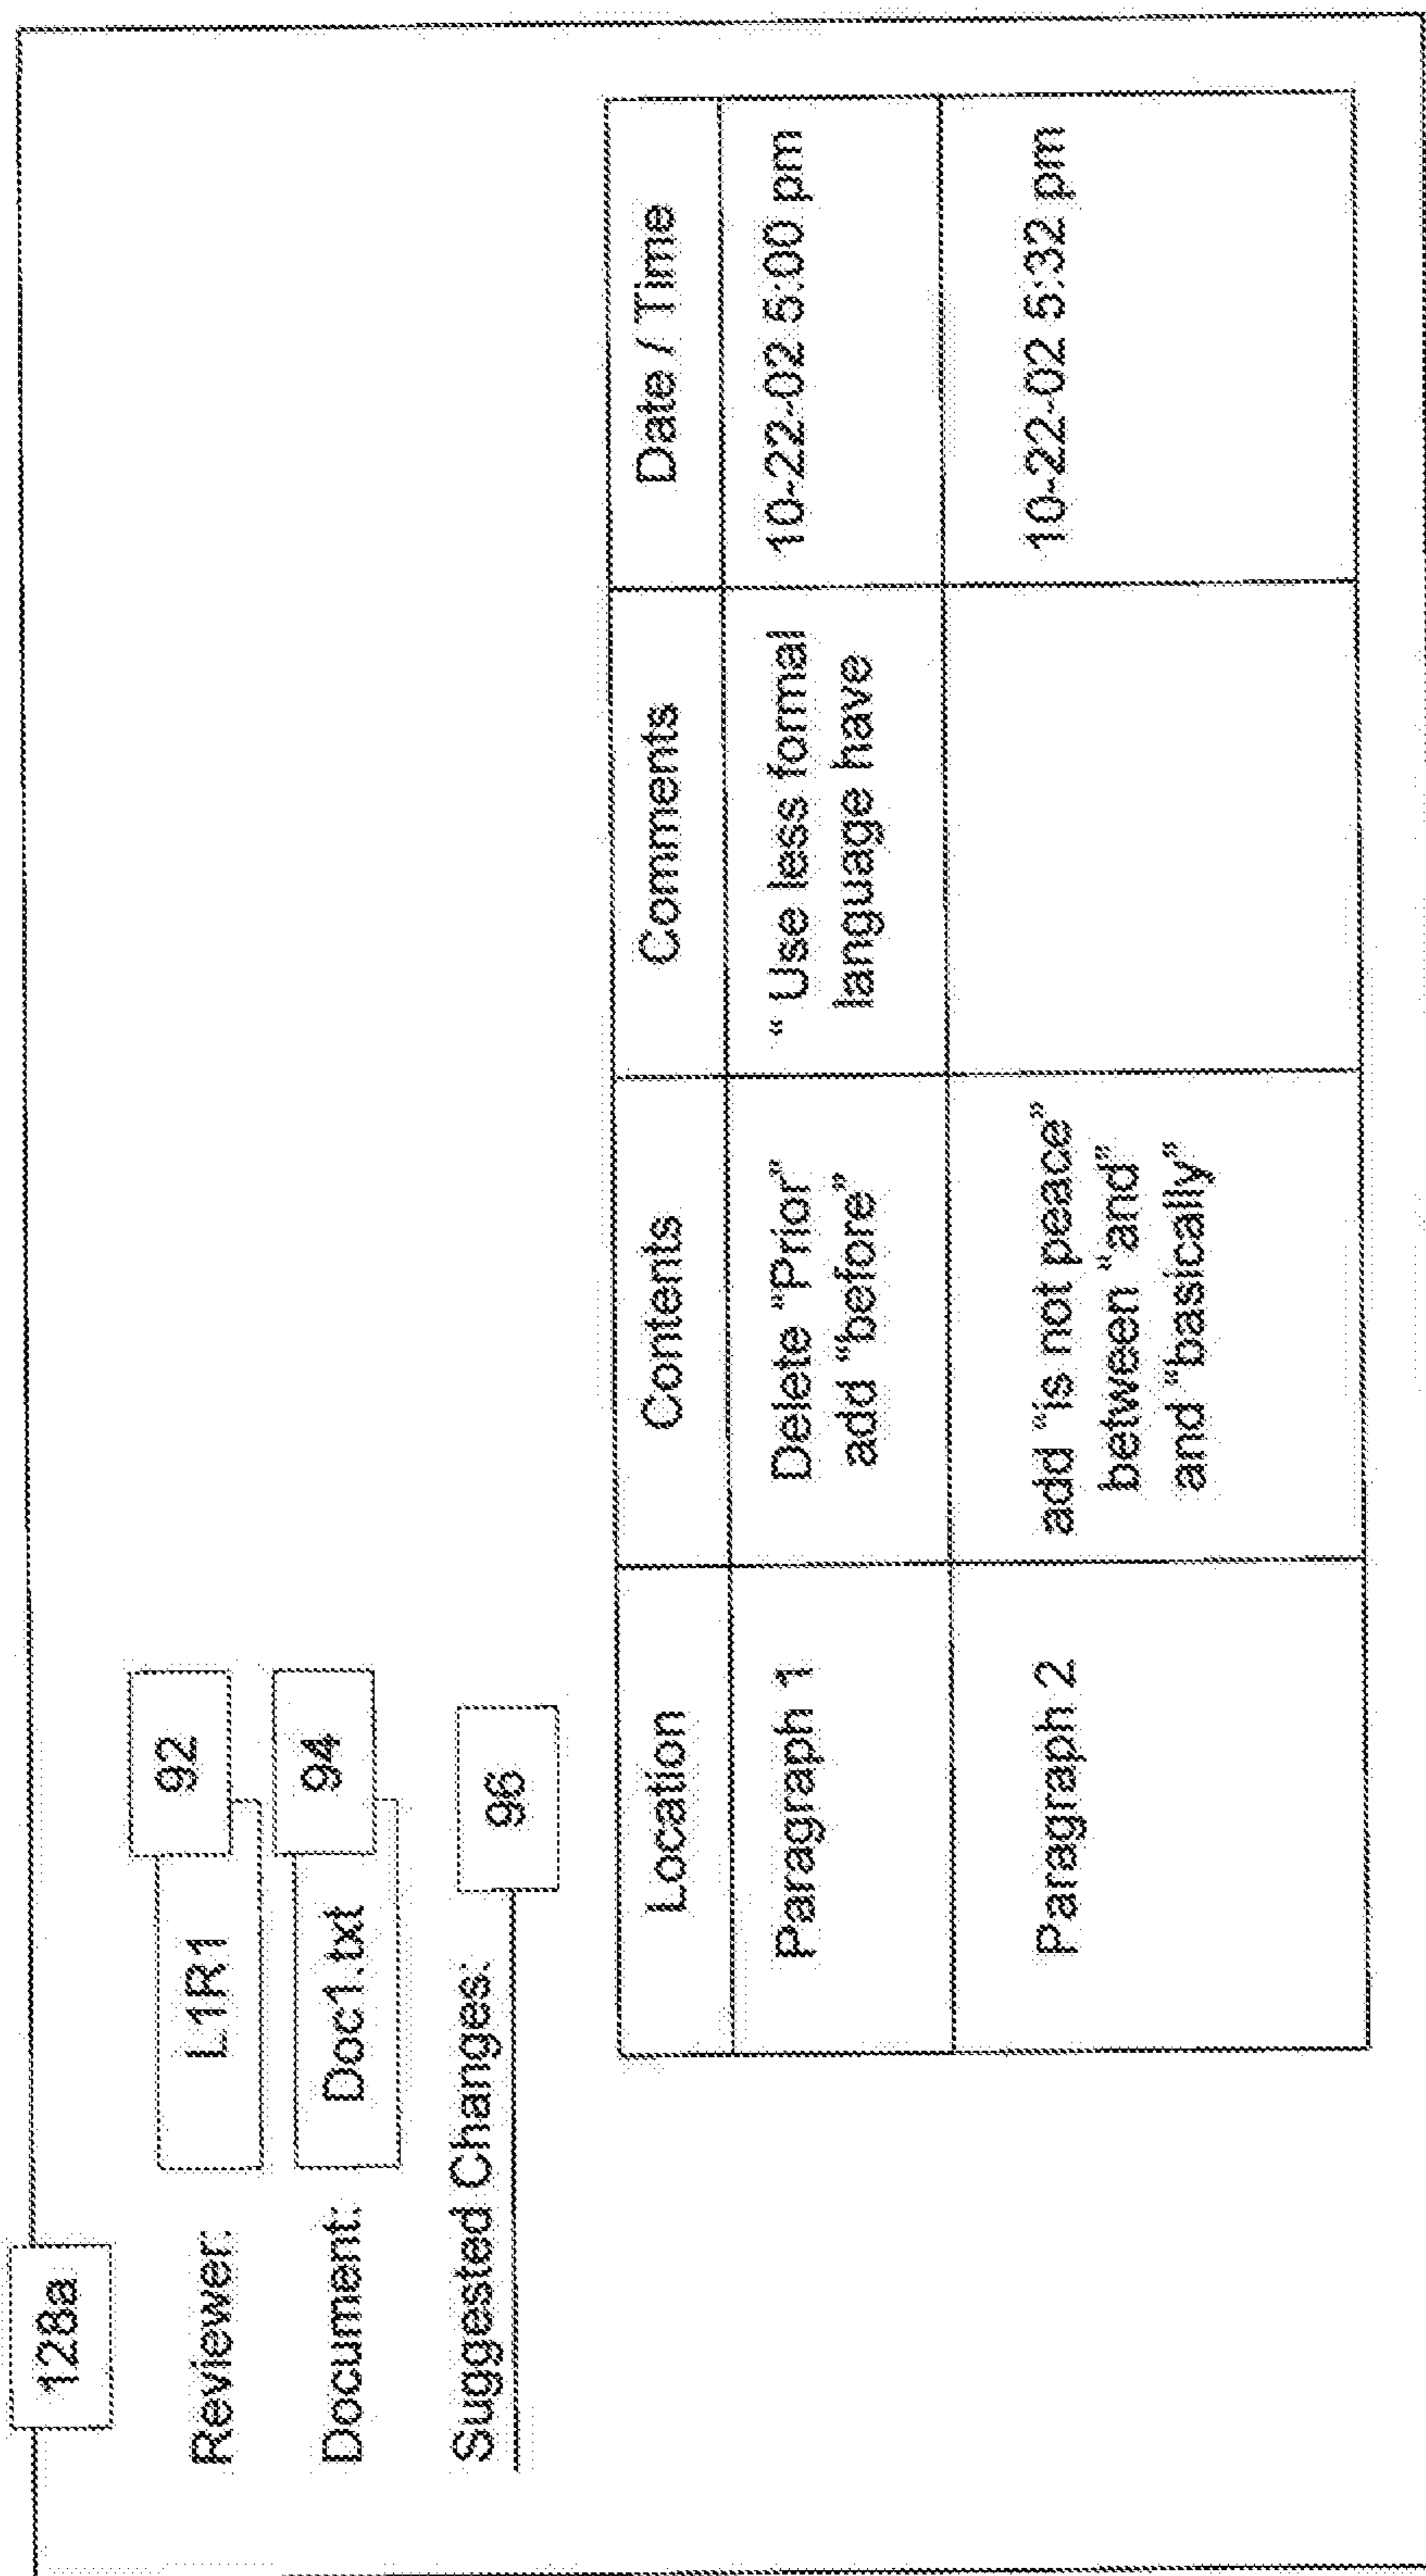 128a
Reviewer: L1R1 92
Document: Doc1.txt 94
Suggested Changes: 96
Location Contents Comments Date / Time
Paragraph 1 Delete "Prior" “ Use less formal 10-22-02 5:00 pm
add “before” language have
Paragraph 2 add “is not peace” 10-22-02 5:32 pm
between “and”
and “basically”